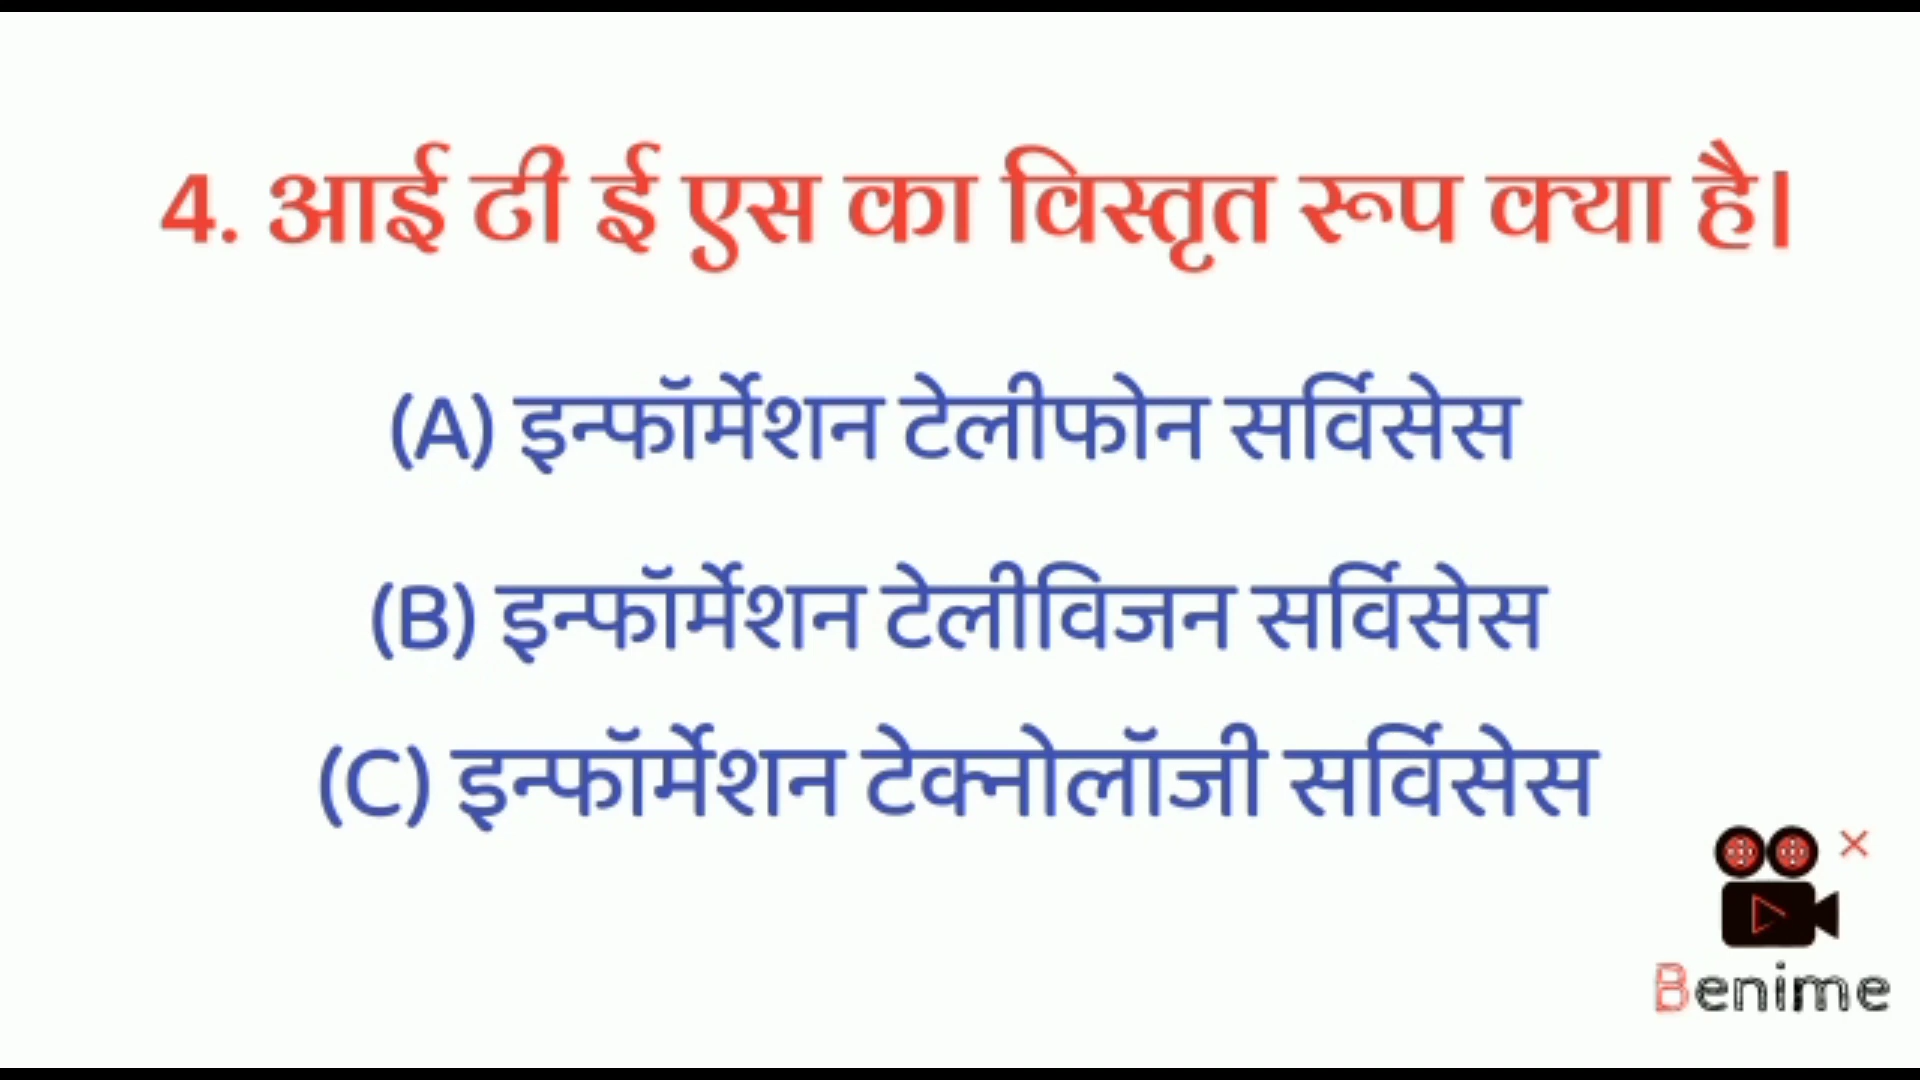 4. आई टी ई एस का विस्तृत रूप क्या है।
(A) इन्फॉर्मेशन टेलीफोन सर्विसेस
(B) इन्फॉर्मेशन टेलीविजन सर्विसेस
(C) इन्फॉर्मेशन टेक्नोलॉजी सर्विसेस
Benime